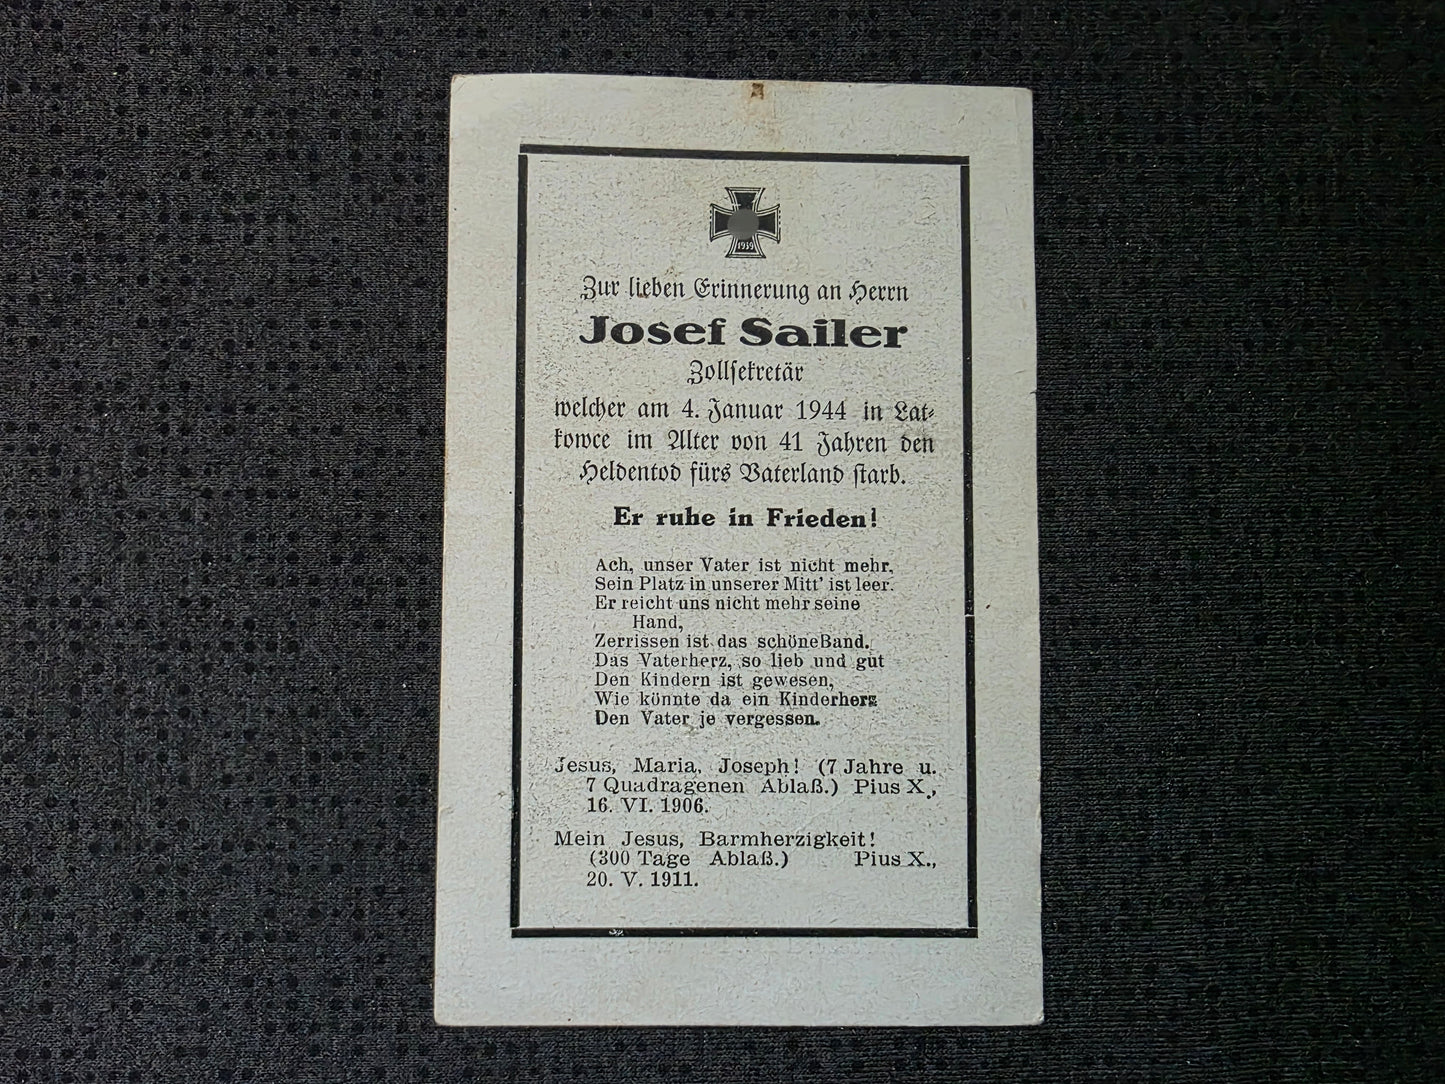 1939
Zur lieben Erinnerung an Herrn
Josef Sailer
Zollsekretär
welcher am 4. Januar 1944 in Lat-
kowce im Alter von 41 Jahren den
Heldentod fürs Vaterland starb.
Er ruhe in Frieden!
Ach, unser Vater ist nicht mehr,
Sein Platz in unserer Mitt' ist leer.
Er reicht uns nicht mehr seine
Hand,
Zerrissen ist das schöne Band.
Das Vaterherz, so lieb und gut
Den Kindern ist gewesen,
Wie könnte da ein Kinderherz
Den Vater je vergessen.
Jesus, Maria, Joseph! (7 Jahre u.
7 Quadragenen Ablaß.) Pius X.,
16. VI. 1906.
Mein Jesus, Barmherzigkeit!
(300 Tage Ablaß.) Pius X.,
20. V. 1911.